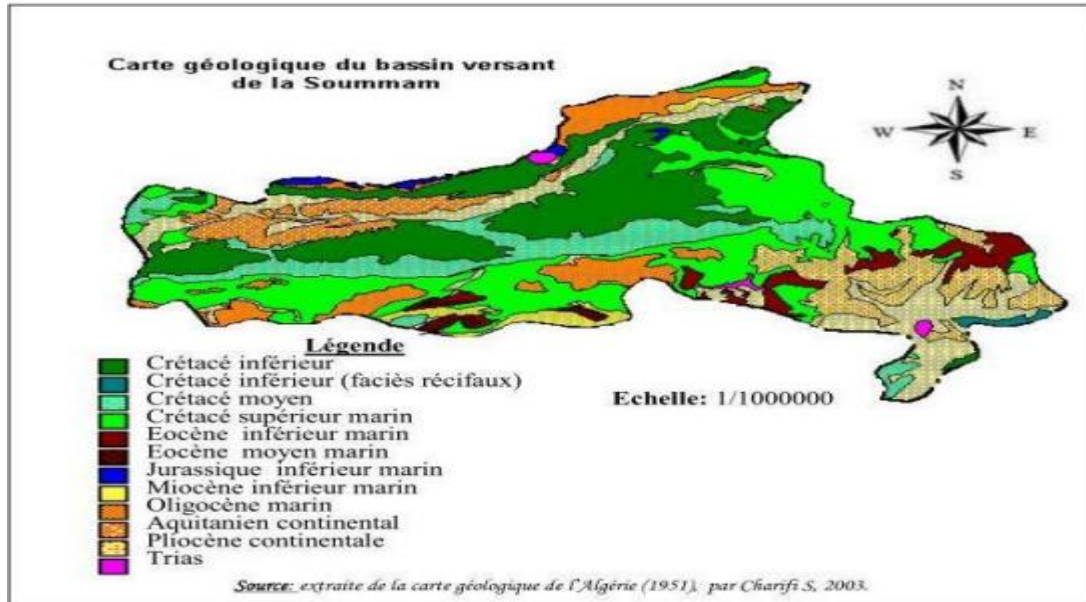 Carte géologique du bassin versant
de la Soummam
N
W E
S
Légende
Crétacé inférieur
Crétacé inférieur (faciès récifaux)
Crétacé moyen
Crétacé supérieur marin
Eocène inférieur marin
Eocène moyen marin
Jurassique inférieur marin
Miocène inférieur marin
Oligocène marin
Aquitanien continental
Pliocène continentale
Trias
Echelle: 1/1000000
Source: extraite de la carte géologique de l'Algérie (1951), par Charifi S, 2003.